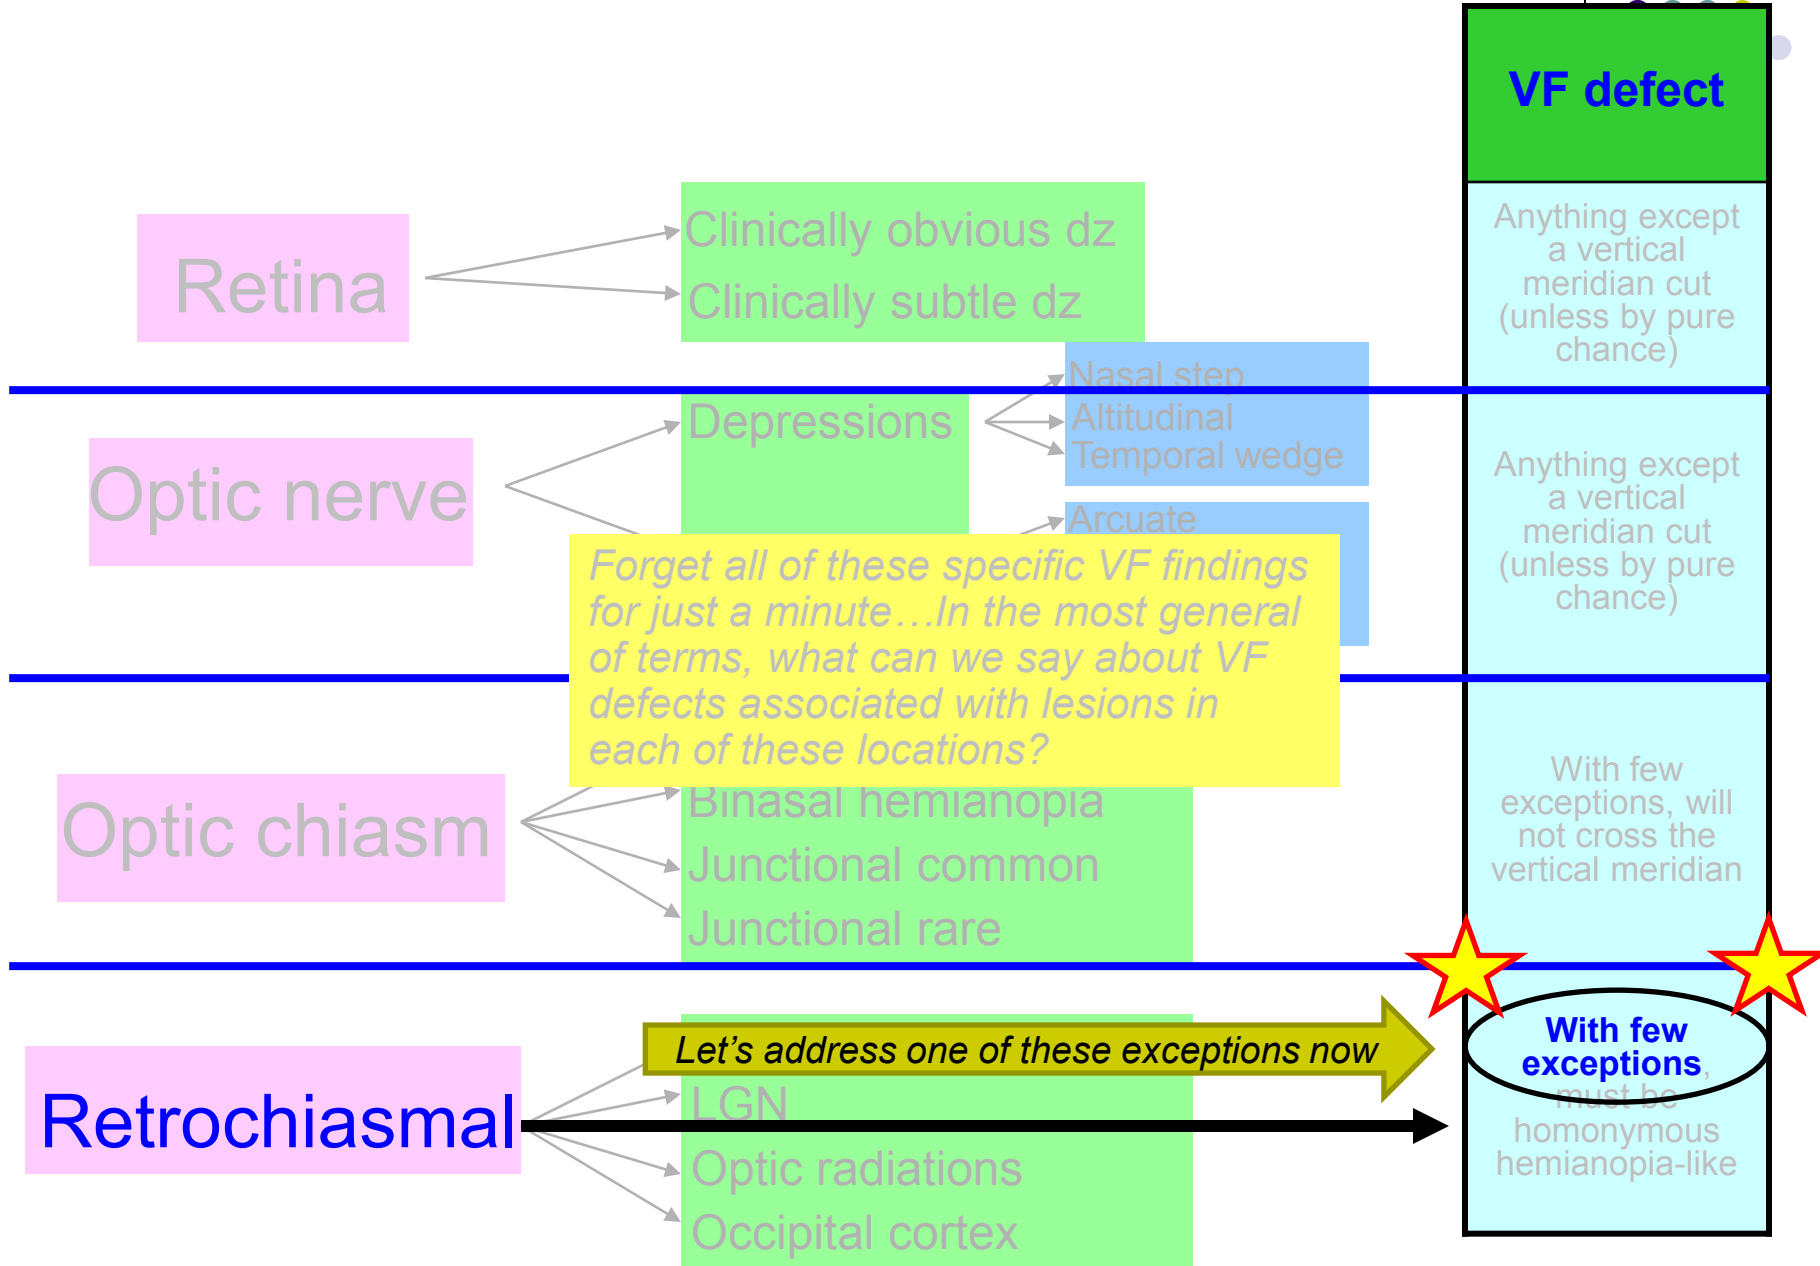 VF defect
Retina
Clinically obvious dz
Clinically subtle dz
Anything except
a vertical
meridian cut
(unless by pure
chance)
Optic nerve
Depressions
Nasal step
Altitudinal
Temporal wedge
Arcuate
Anything except
a vertical
meridian cut
(unless by pure
chance)
Forget all of these specific VF findings
for just a minute…In the most general
of terms, what can we say about VF
defects associated with lesions in
each of these locations?
Optic chiasm
Binasal hemianopia
Junctional common
Junctional rare
With few
exceptions, will
not cross the
vertical meridian
Retrochiasmal
Let’s address one of these exceptions now
LGN
Optic radiations
Occipital cortex
With few
exceptions,
must be
homonymous
hemianopia-like